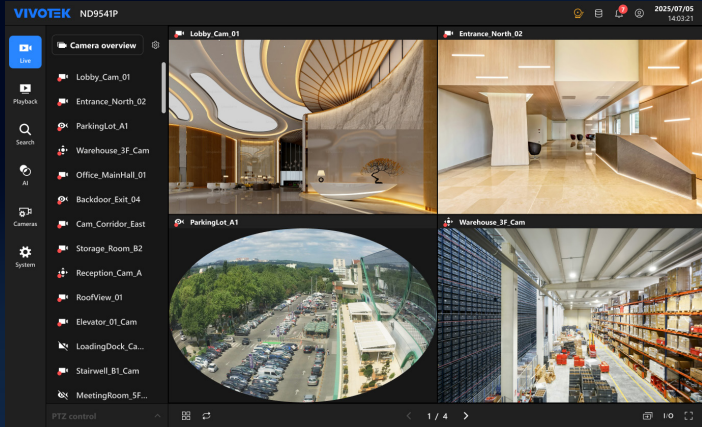 VIVOTEK ND9541P
7
2025/07/05
14:03:21
Live
Playback
Search
AI
Cameras
System
Camera overview
Lobby_Cam_01
Entrance_North_02
ParkingLot_A1
Warehouse_3F_Cam
Office_MainHall_01
Backdoor_Exit_04
Cam_Corridor_East
Storage_Room_B2
Reception_Cam_A
RoofView_01
Elevator_01_Cam
LoadingDock_Ca...
Stairwell_B1_Cam
MeetingRoom_5F...
PTZ control
Lobby_Cam_01
Entrance_North_02
ParkingLot_A1
Warehouse_3F_Cam
1 / 4
I/O